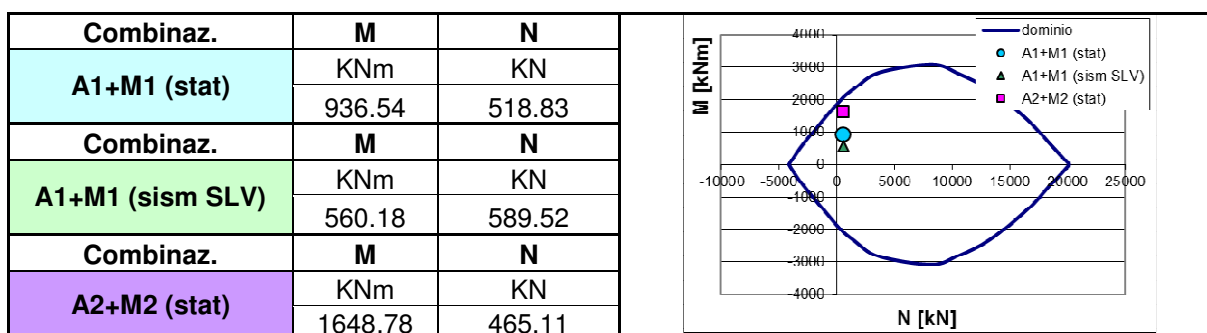 Combinaz. M N
A1+M1 (stat) KNm KN
936.54 518.83
Combinaz. M N
A1+M1 (sism SLV) KNm KN
560.18 589.52
Combinaz. M N
A2+M2 (stat) KNm KN
1648.78 465.11
dominio
A1+M1 (stat)
A1+M1 (sism SLV)
A2+M2 (stat)
M [kNm]
4000
3000
2000
1000
0
-10000 -5000 0 5000 10000 15000 20000 25000
-1000
-2000
-3000
-4000
N [kN]